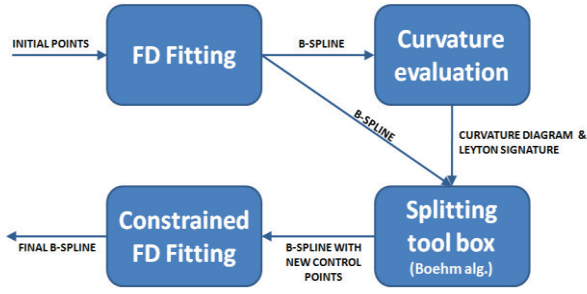 INITIAL POINTS
FD Fitting
B-SPLINE
Curvature
evaluation
B-SPLINE
CURVATURE DIAGRAM &
LEYTON SIGNATURE
Splitting
tool box
(Boehm alg.)
B-SPLINE WITH
NEW CONTROL
POINTS
Constrained
FD Fitting
FINAL B-SPLINE